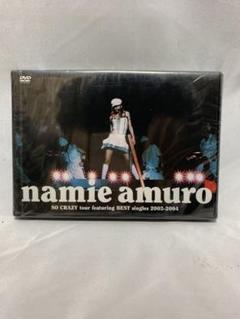 DVD
namie amuro
SO CRAZY tour featuring BEST singles 2003-2004